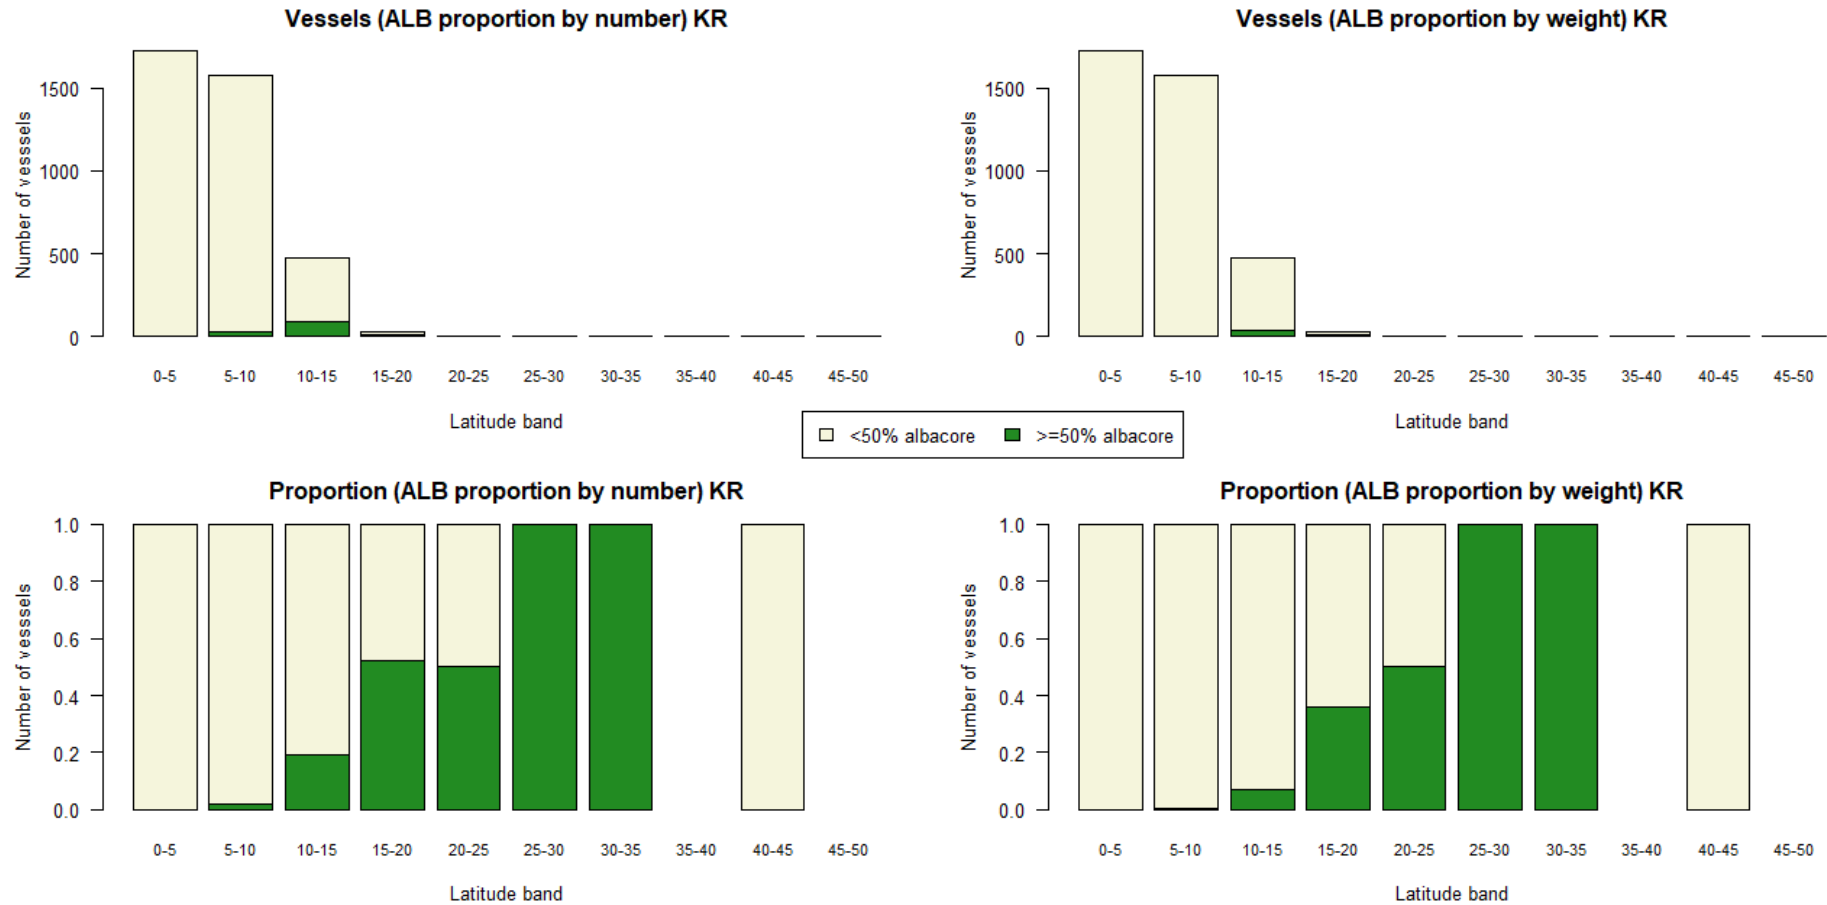 Vessels (ALB proportion by number) KR
Number of vesssels
1500
1000
500
0
0-5 5-10 10-15 15-20 20-25 25-30 30-35 35-40 40-45 45-50
Latitude band
Vessels (ALB proportion by weight) KR
Number of vesssels
1500
1000
500
0
0-5 5-10 10-15 15-20 20-25 25-30 30-35 35-40 40-45 45-50
Latitude band
<50% albacore >=50% albacore
Proportion (ALB proportion by number) KR
Number of vesssels
1.0
0.8
0.6
0.4
0.2
0.0
0-5 5-10 10-15 15-20 20-25 25-30 30-35 35-40 40-45 45-50
Latitude band
Proportion (ALB proportion by weight) KR
Number of vesssels
1.0
0.8
0.6
0.4
0.2
0.0
0-5 5-10 10-15 15-20 20-25 25-30 30-35 35-40 40-45 45-50
Latitude band